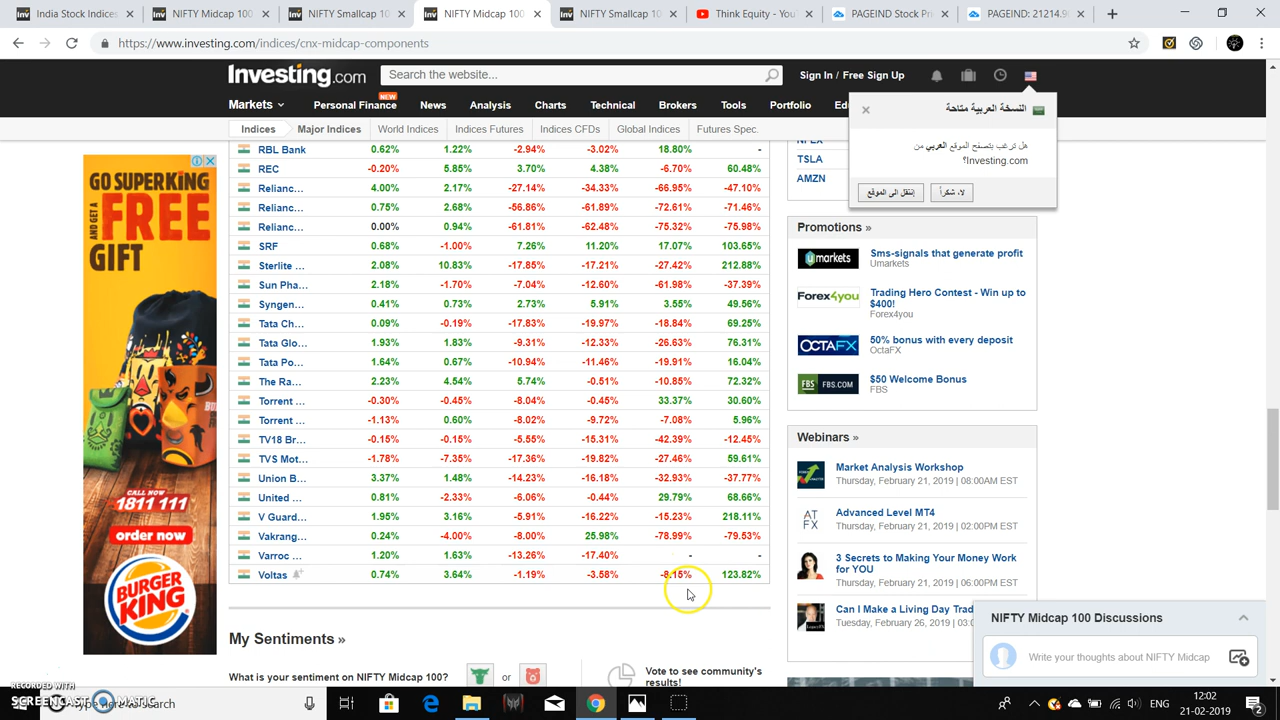 India Stock Indices
NIFTY Midcap 100
NIFTY Smallcap 100
NIFTY Midcap 100
NIFTY Smallcap 100
Think Equity - You
PAGEIND Stock Pri
PAGEIND: 21214.9
https://www.investing.com/indices/cnx-midcap-components
Investing.com
Search the website...
Sign In / Free Sign Up
Markets
NEW
Personal Finance
News
Analysis
Charts
Technical
Brokers
Tools
Portfolio
Indices
Major Indices
World Indices
Indices Futures
Indices CFDs
Global Indices
Futures Spec.
النسخة العربية متاحة
هل ترغب بتصفح الموقع العربي من
Investing.com؟
إنتقل الى الموقع
لا، شكراً
GO SUPERKING
AND GET A
FREE
GIFT
CALL NOW
1811 111
order now
BURGER
KING
RBL Bank 0.62% 1.22% -2.94% -3.02% 18.80% -
REC -0.20% 5.85% 3.70% 0.09% -6.70% 60.48%
Relianc... 4.00% 2.17% -27.14% -34.33% -66.95% -47.10%
Relianc... 0.75% 2.68% -56.86% -61.89% -72.61% -71.46%
Relianc... 0.00% 0.94% -61.81% -62.48% -75.32% -75.98%
SRF 0.68% -1.00% 7.26% 11.20% 17.07% 103.65%
Sterlite ... 2.08% 10.83% -17.85% -17.21% -27.42% 212.88%
Sun Pha... 2.18% -1.70% -7.04% -12.60% -61.98% -37.39%
Syngen... 0.41% 0.73% 2.73% 5.91% 3.55% 49.56%
Tata Ch... 0.09% -0.19% -17.83% -19.97% -18.84% 69.25%
Tata Glo... 1.93% 1.83% -9.31% -12.43% -26.63% 76.31%
Tata Po... 1.64% 0.67% -10.94% -11.46% -19.91% 16.04%
The Ra... 2.23% 4.54% 5.74% -0.51% -10.85% 72.32%
Torrent ... -0.30% -0.45% -8.04% -0.45% 33.37% 30.60%
Torrent ... -1.13% 0.60% -8.02% -9.72% -7.08% 5.96%
TV18 Br... -0.15% -0.15% -5.55% -15.31% -42.39% -12.45%
TVS Mot... -1.78% -7.35% -17.36% -19.82% -27.46% 59.61%
Union B... 3.37% 1.48% -14.23% -16.18% -32.93% -37.77%
United ... 0.81% -2.33% -6.06% -0.44% 29.79% 68.66%
V Guard... 1.95% 3.16% -5.91% -16.22% -15.23% 218.11%
Vakrang... 0.24% -4.00% -8.00% 25.98% -78.99% -79.53%
Varroc ... 1.20% 1.63% -13.26% -17.40% - -
Voltas 0.74% 3.64% -1.19% -3.58% -8.15% 123.82%
My Sentiments »
What is your sentiment on NIFTY Midcap 100?
or
Vote to see community's
results!
TSLA
AMZN
Promotions »
umarkets
Sms-signals that generate profit
Umarkets
Forex4you
Trading Hero Contest - Win up to
$400!
Forex4you
OCTAFX
50% bonus with every deposit
OctaFX
FBS
$50 Welcome Bonus
FBS
Webinars »
Market Analysis Workshop
Thursday, February 21, 2019 | 08:00AM EST
AT
FX
Advanced Level MT4
Thursday, February 21, 2019 | 02:00PM EST
3 Secrets to Making Your Money Work
for YOU
Thursday, February 21, 2019 | 06:00PM EST
Can I Make a Living Day Trad
Tuesday, February 26, 2019 | 03:0
NIFTY Midcap 100 Discussions
Write your thoughts about NIFTY Midcap
RECORDED WITH
SCREENCAST MATIC
to search
ENG
12:02
21-02-2019
2